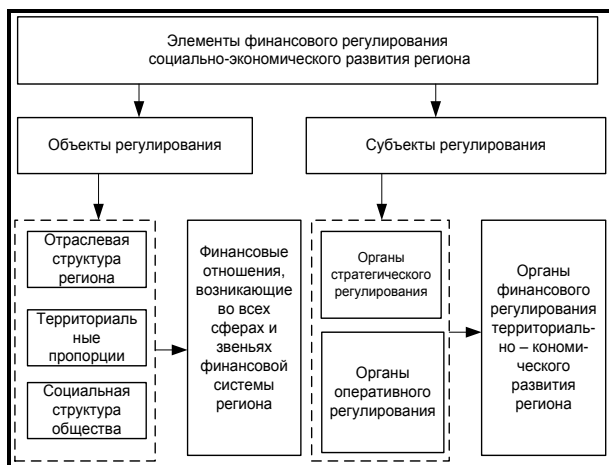 Элементы финансового регулирования
социально-экономического развития региона
Объекты регулирования
Субъекты регулирования
Отраслевая
структура
региона
Территориаль
ные
пропорции
Социальная
структура
общества
Финансовые
отношения,
возникающие
во всех
сферах и
звеньях
финансовой
системы
региона
Органы
стратегического
регулирования
Органы
оперативного
регулирования
Органы
финансового
регулирования
территориаль-
но – кономи-
ческого
развития
региона